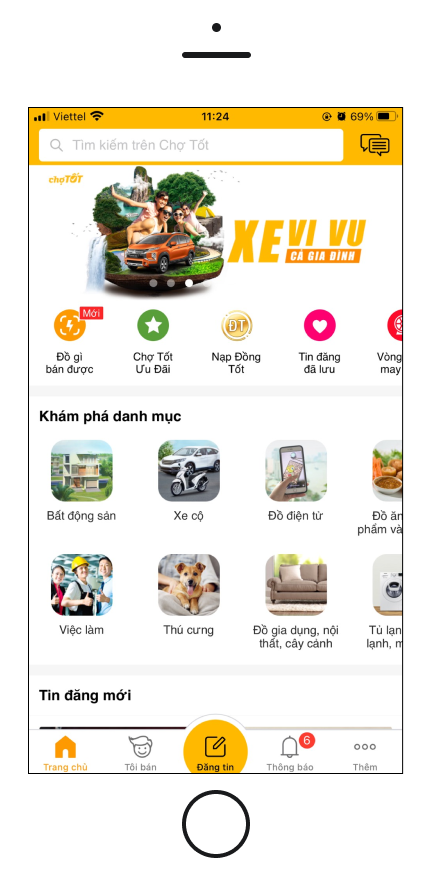 Viettel 11:24 69%
Tìm kiếm trên Chợ Tốt
chợTỐT
XE VI VU
CẢ GIA ĐÌNH
Mới
Đồ gì
bán được
Chợ Tốt
Ưu Đãi
ĐT
Nạp Đồng
Tốt
Tin đăng
đã lưu
Vòng
may
Khám phá danh mục
Bất động sản
Xe cộ
Đồ điện tử
Đồ ăn
phẩm và
Việc làm
Thú cưng
Đồ gia dụng, nội
thất, cây cảnh
Tủ lạn
lạnh, m
Tin đăng mới
6
Trang chủ
Tôi bán
Đăng tin
Thông báo
Thêm